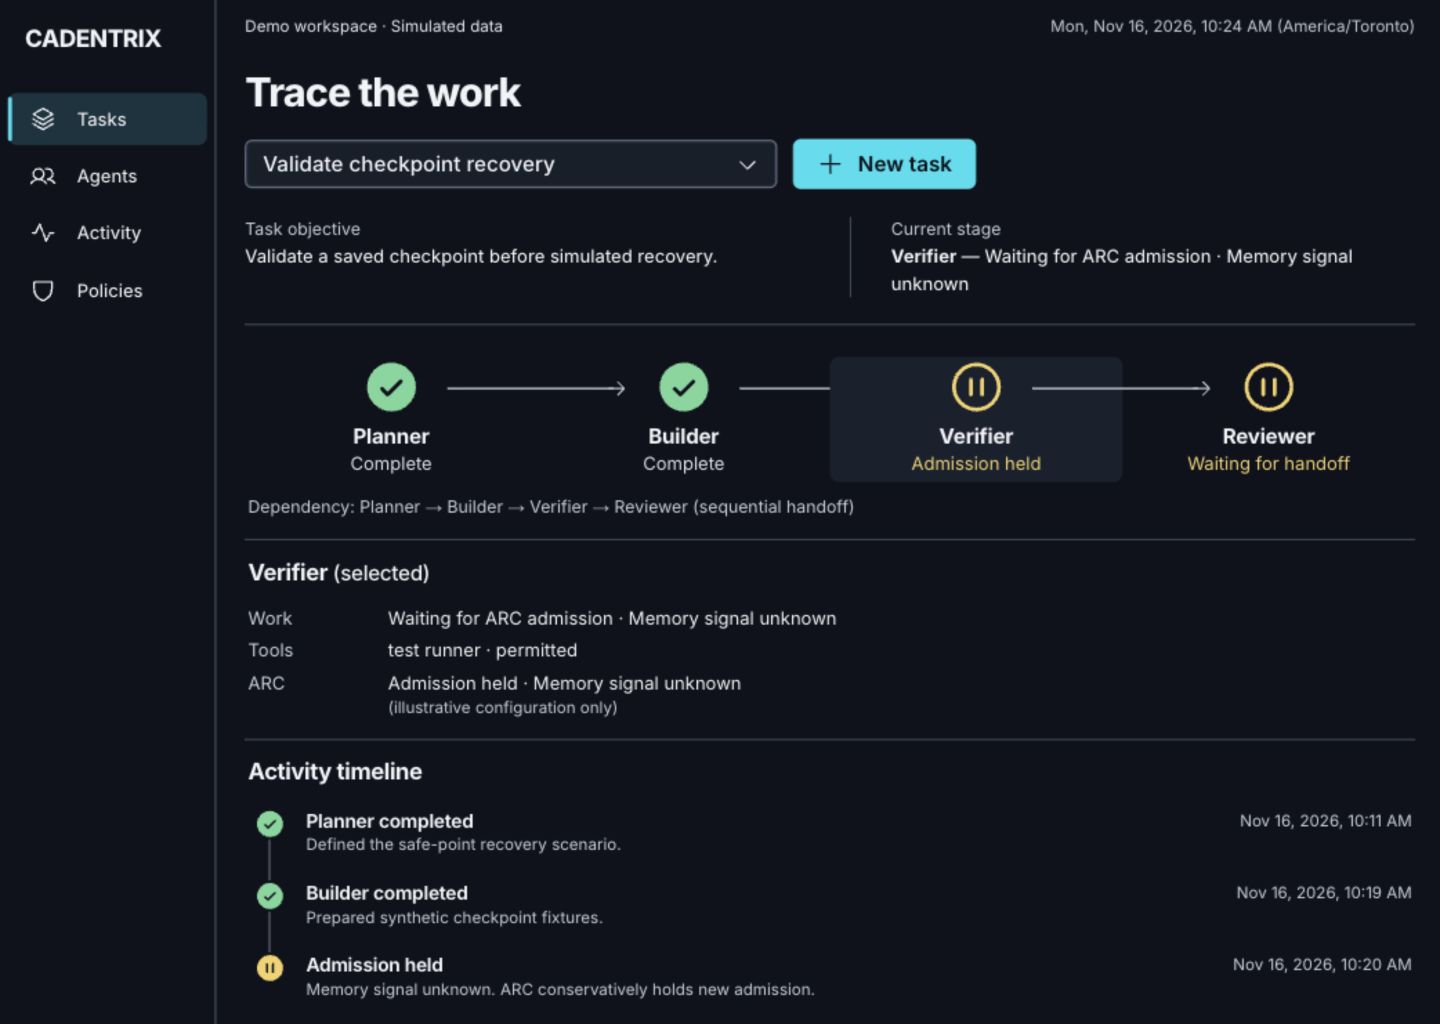 CADENTRIX
Demo workspace · Simulated data
Mon, Nov 16, 2026, 10:24 AM (America/Toronto)
Tasks
Agents
Activity
Policies
Trace the work
Validate checkpoint recovery
New task
Task objective
Validate a saved checkpoint before simulated recovery.
Current stage
Verifier — Waiting for ARC admission · Memory signal
unknown
Planner
Complete
Builder
Complete
Verifier
Admission held
Reviewer
Waiting for handoff
Dependency: Planner → Builder → Verifier → Reviewer (sequential handoff)
Verifier (selected)
Work
Waiting for ARC admission · Memory signal unknown
Tools
test runner · permitted
ARC
Admission held · Memory signal unknown
(illustrative configuration only)
Activity timeline
Planner completed
Nov 16, 2026, 10:11 AM
Defined the safe-point recovery scenario.
Builder completed
Nov 16, 2026, 10:19 AM
Prepared synthetic checkpoint fixtures.
Admission held
Nov 16, 2026, 10:20 AM
Memory signal unknown. ARC conservatively holds new admission.